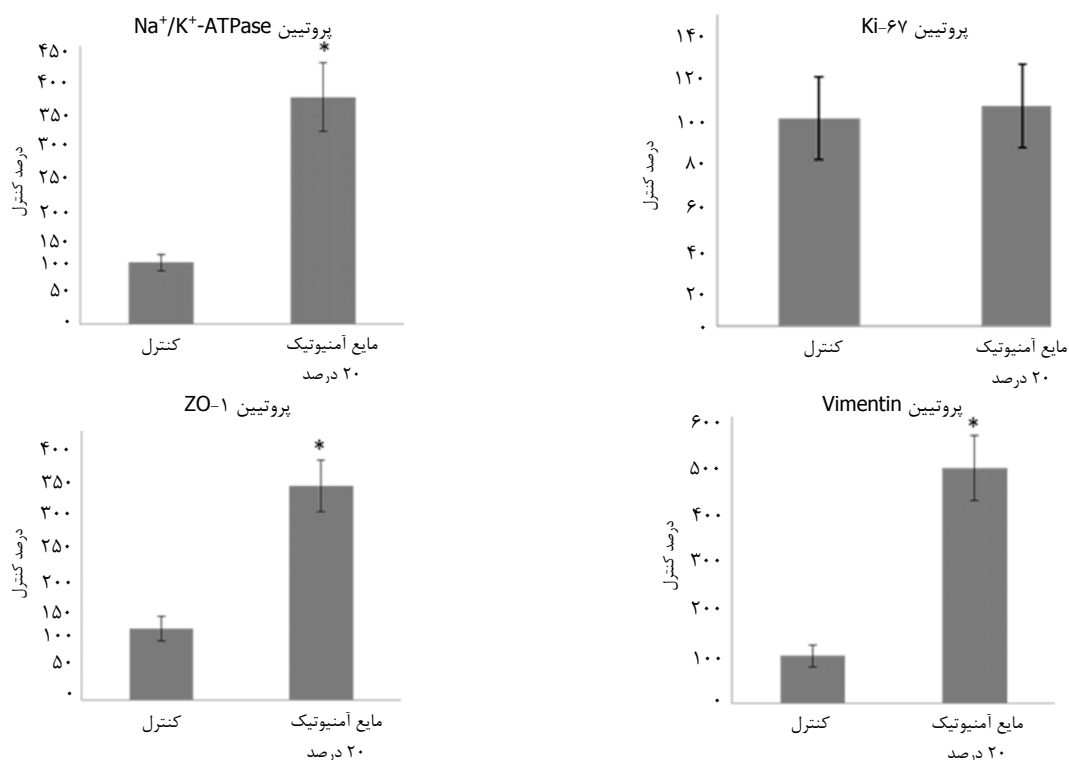 پروتیین Na⁺/K⁺-ATPase
*
۴۵۰
۴۰۰
۳۵۰
۳۰۰
۲۵۰
۲۰۰
۱۵۰
۱۰۰
۵۰
۰
درصد کنترل
کنترل
مایع آمنیوتیک
۲۰ درصد
پروتیین Ki-۶۷
۱۴۰
۱۲۰
۱۰۰
۸۰
۶۰
۴۰
۲۰
۰
درصد کنترل
کنترل
مایع آمنیوتیک
۲۰ درصد
پروتیین ZO-۱
*
۴۰۰
۳۵۰
۳۰۰
۲۵۰
۲۰۰
۱۵۰
۱۰۰
۵۰
۰
درصد کنترل
کنترل
مایع آمنیوتیک
۲۰ درصد
پروتیین Vimentin
*
۶۰۰
۵۰۰
۴۰۰
۳۰۰
۲۰۰
۱۰۰
۰
درصد کنترل
کنترل
مایع آمنیوتیک
۲۰ درصد